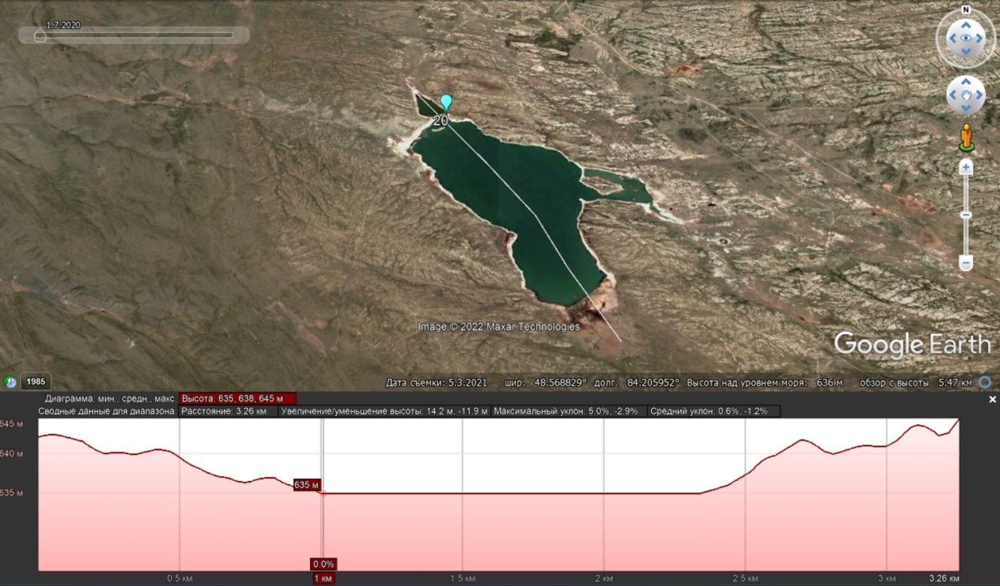 1.7.2020
N
20
Image © 2022 Maxar Technologies
Google Earth
1985
Дата съемки: 5.3.2021 шир. 48.568829° долг. 84.205952° Высота над уровнем моря: 636 м обзор с высоты 5.47 км
Диаграмма: мин., средн., макс. Высота: 635, 638, 645 м
Сводные данные для диапазона: Расстояние: 3.26 км Увеличение/уменьшение высоты: 14.2 м, -11.9 м Максимальный уклон: 5.0%, -2.9% Средний уклон: 0.6%, -1.2%
645 м
640 м
635 м
635 м
0.0%
0.5 км 1 км 1.5 км 2 км 2.5 км 3 км 3.26 км